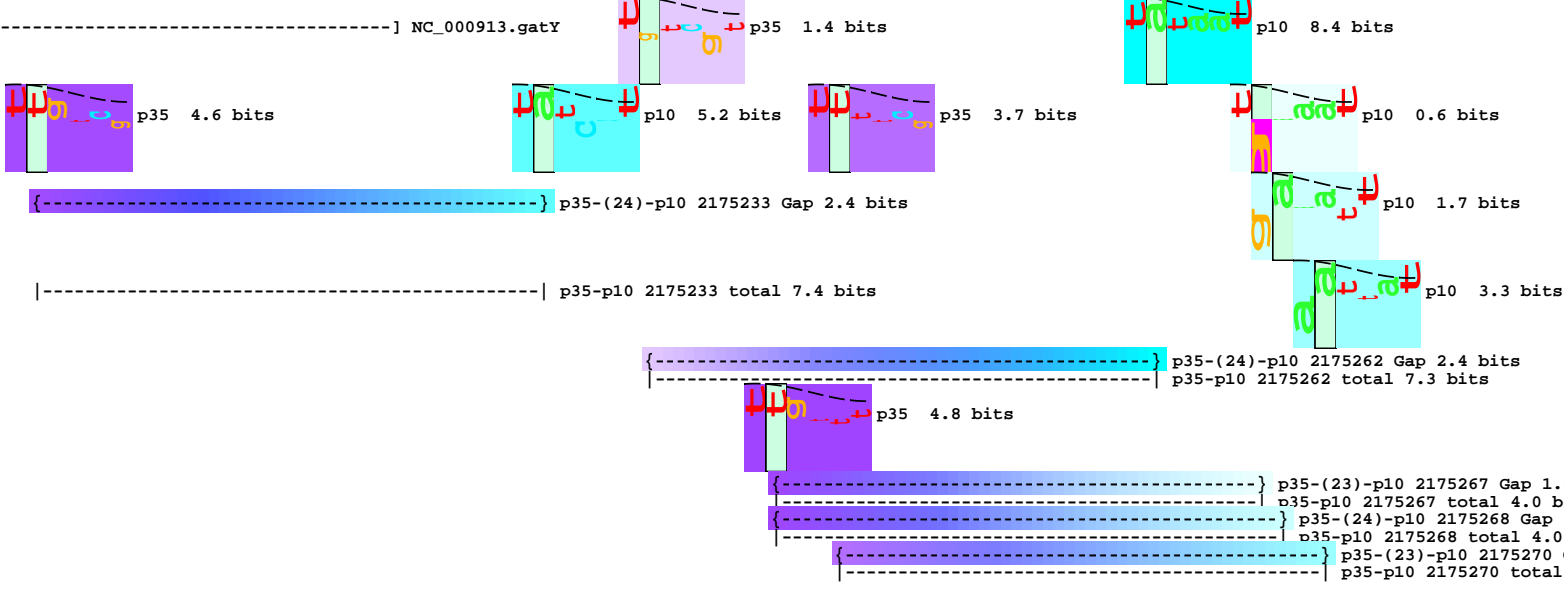 -------------------------------------] NC_000913.gatY
p35 1.4 bits
p10 8.4 bits
p35 4.6 bits
p10 5.2 bits
p35 3.7 bits
p10 0.6 bits
{------------------------------------------------} p35-(24)-p10 2175233 Gap 2.4 bits
p10 1.7 bits
|------------------------------------------------| p35-p10 2175233 total 7.4 bits
p10 3.3 bits
{------------------------------------------------} p35-(24)-p10 2175262 Gap 2.4 bits
|------------------------------------------------| p35-p10 2175262 total 7.3 bits
p35 4.8 bits
{----------------------------------------------} p35-(23)-p10 2175267 Gap 1.
|----------------------------------------------| p35-p10 2175267 total 4.0 b
{------------------------------------------------} p35-(24)-p10 2175268 Gap
|------------------------------------------------| p35-p10 2175268 total 4.0
{----------------------------------------------} p35-(23)-p10 2175270
|----------------------------------------------| p35-p10 2175270 total